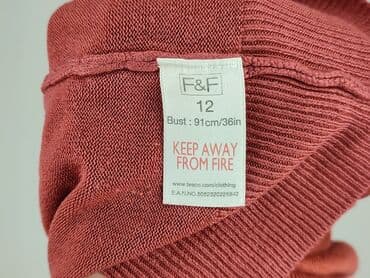 F&F
12
Bust : 91cm/36in
KEEP AWAY
FROM FIRE
www.tesco.com/clothing